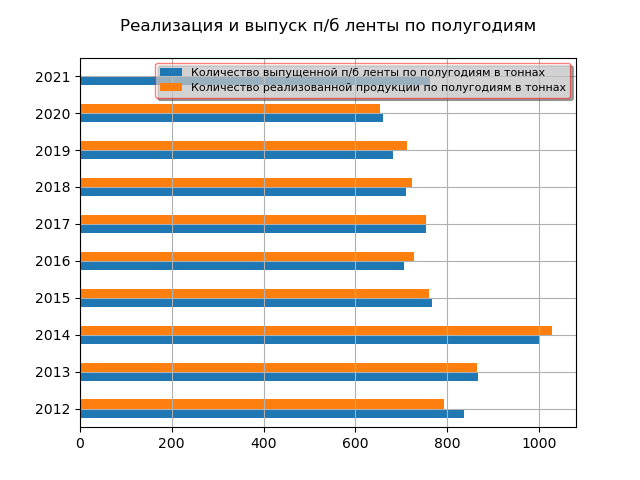 Реализация и выпуск п/б ленты по полугодиям
Количество выпущенной п/б ленты по полугодиям в тоннах
Количество реализованной продукции по полугодиям в тоннах
2021
2020
2019
2018
2017
2016
2015
2014
2013
2012
0 200 400 600 800 1000